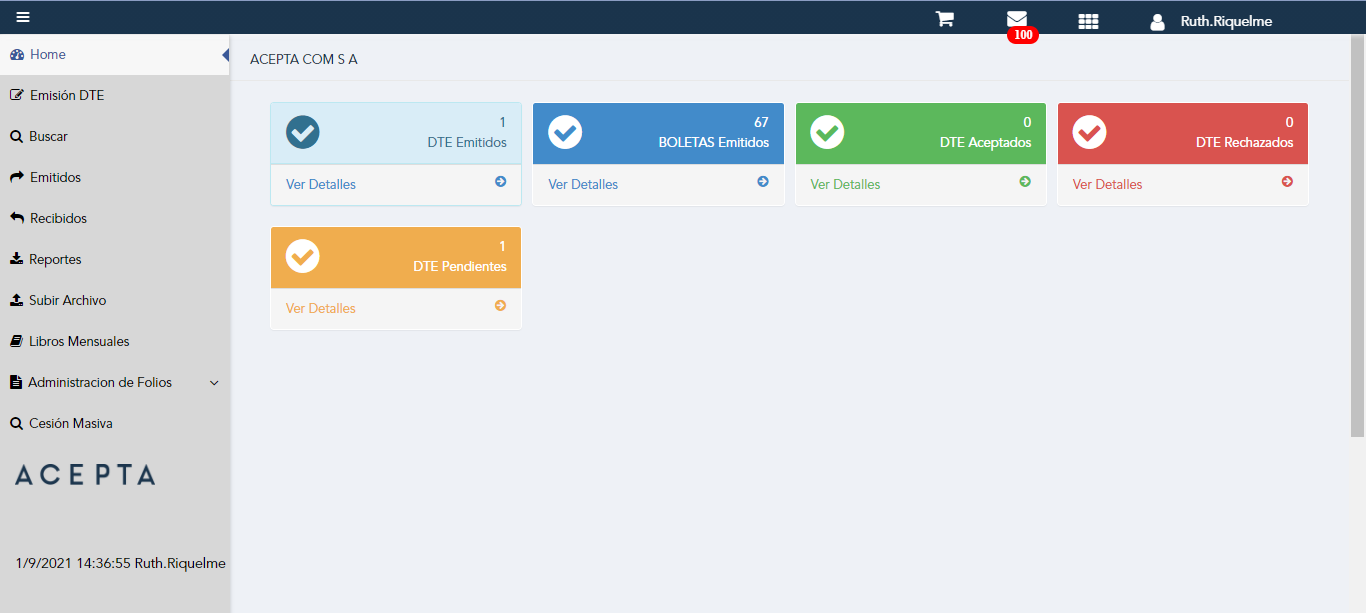 100
Ruth.Riquelme
Home
Emisión DTE
Buscar
Emitidos
Recibidos
Reportes
Subir Archivo
Libros Mensuales
Administracion de Folios
Cesión Masiva
ACEPTA
1/9/2021 14:36:55 Ruth.Riquelme
ACEPTA COM S A
1
DTE Emitidos
Ver Detalles
67
BOLETAS Emitidos
Ver Detalles
0
DTE Aceptados
Ver Detalles
0
DTE Rechazados
Ver Detalles
1
DTE Pendientes
Ver Detalles